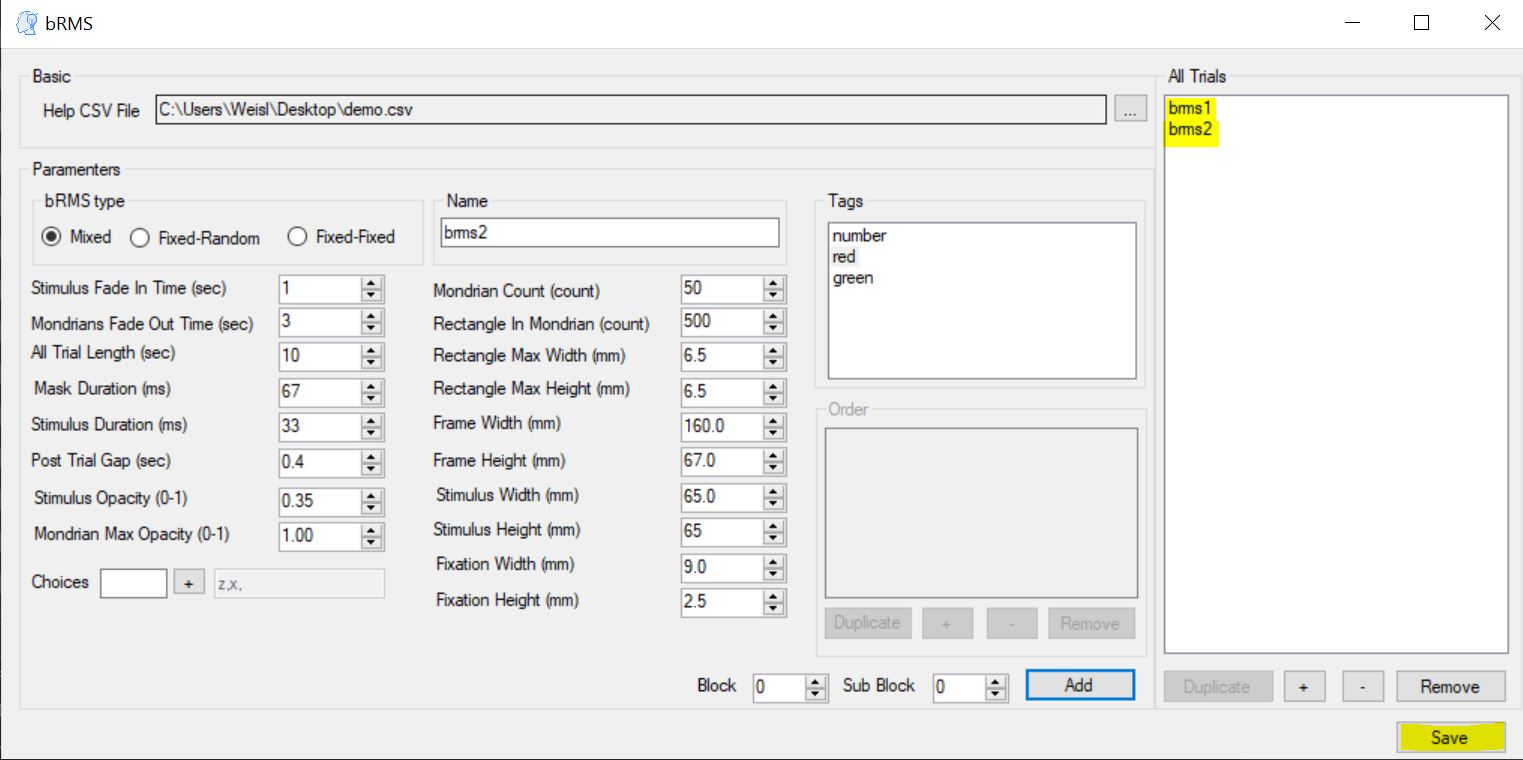 bRMS
Basic
Help CSV File C:\Users\Weisl\Desktop\demo.csv ...
Paramenters
bRMS type
Mixed Fixed-Random Fixed-Fixed
Stimulus Fade In Time (sec) 1
Mondrians Fade Out Time (sec) 3
All Trial Length (sec) 10
Mask Duration (ms) 67
Stimulus Duration (ms) 33
Post Trial Gap (sec) 0.4
Stimulus Opacity (0-1) 0.35
Mondrian Max Opacity (0-1) 1.00
Choices + z,x,
Name
brms2
Mondrian Count (count) 50
Rectangle In Mondrian (count) 500
Rectangle Max Width (mm) 6.5
Rectangle Max Height (mm) 6.5
Frame Width (mm) 160.0
Frame Height (mm) 67.0
Stimulus Width (mm) 65.0
Stimulus Height (mm) 65
Fixation Width (mm) 9.0
Fixation Height (mm) 2.5
Tags
number
red
green
Order
Duplicate + - Remove
Block 0 Sub Block 0 Add
All Trials
brms1
brms2
Duplicate + - Remove
Save